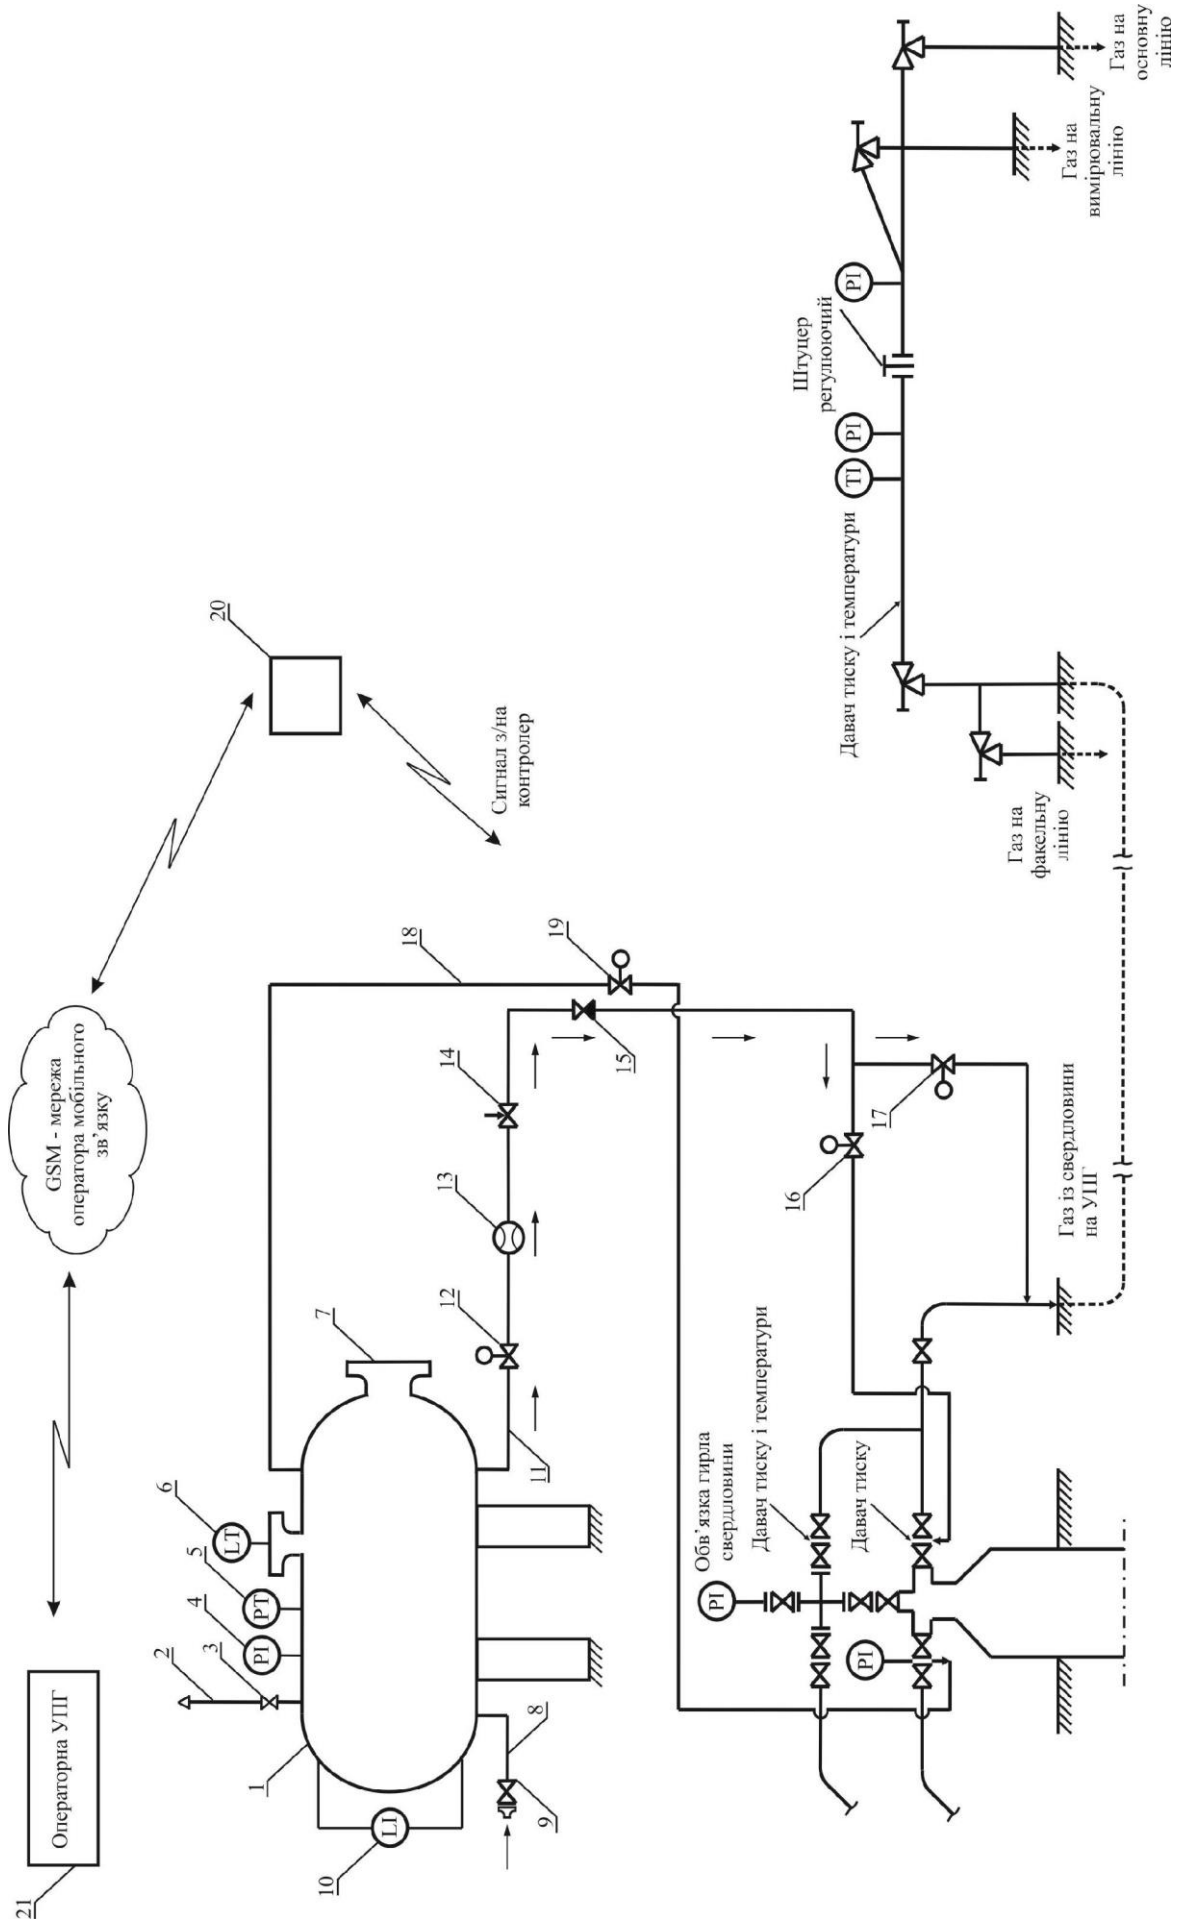 Операторна УПГ
21
GSM - мережа
оператора мобільного
зв’язку
20
Сигнал з/на
контролер
1
2
3
4
5
6
7
8
9
10
11
12
13
14
15
16
17
18
19
PI
PT
LT
LI
Обв’язка гирла
свердловини
Давач тиску і температури
Давач тиску
PI
PI
Газ із свердловини
на УПГ
Газ на
факельну
лінію
Давач тиску і температури
TI
PI
Штуцер
регулюючий
PI
Газ на
вимірювальну
лінію
Газ на
основну
лінію